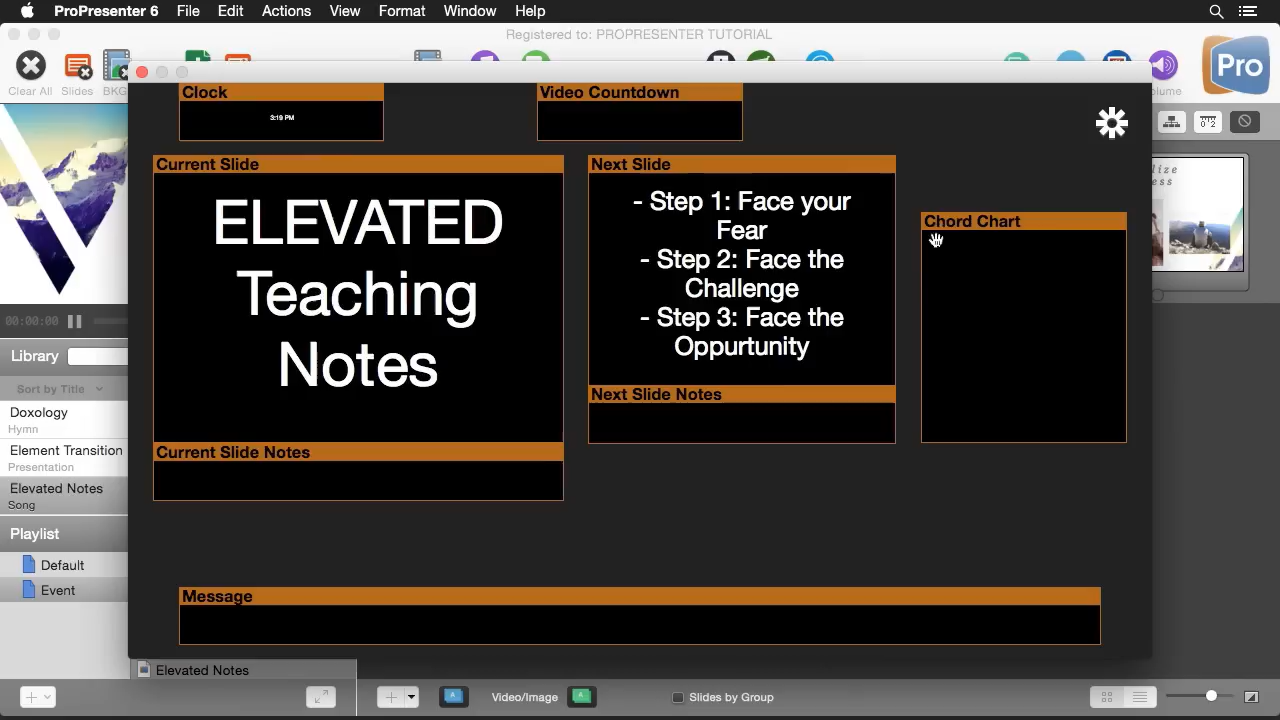 ProPresenter 6 File Edit Actions View Format Window Help
Registered to: PROPRESENTER TUTORIAL
Clear All Slides BKG
Pro
Clock
3:19 PM
Video Countdown
Current Slide
ELEVATED
Teaching
Notes
Current Slide Notes
Next Slide
- Step 1: Face your
Fear
- Step 2: Face the
Challenge
- Step 3: Face the
Oppurtunity
Next Slide Notes
Chord Chart
Message
00:00:00
Library
Sort by Title
Doxology
Hymn
Element Transition
Presentation
Elevated Notes
Song
Playlist
Default
Event
Elevated Notes
Video/Image
Slides by Group